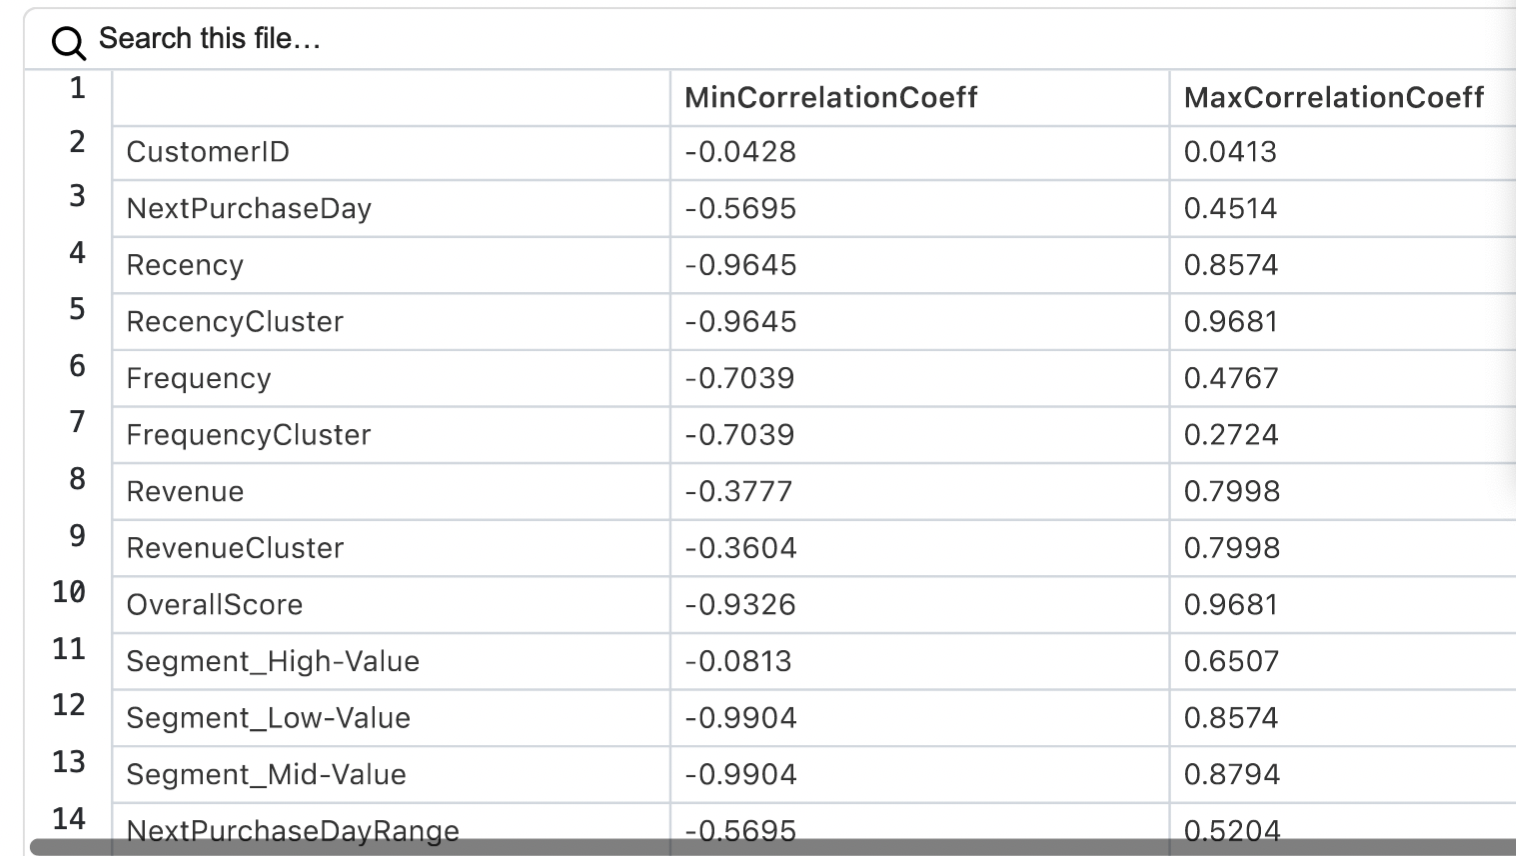 Search this file...
1 MinCorrelationCoeff MaxCorrelationCoeff
2 CustomerID -0.0428 0.0413
3 NextPurchaseDay -0.5695 0.4514
4 Recency -0.9645 0.8574
5 RecencyCluster -0.9645 0.9681
6 Frequency -0.7039 0.4767
7 FrequencyCluster -0.7039 0.2724
8 Revenue -0.3777 0.7998
9 RevenueCluster -0.3604 0.7998
10 OverallScore -0.9326 0.9681
11 Segment_High-Value -0.0813 0.6507
12 Segment_Low-Value -0.9904 0.8574
13 Segment_Mid-Value -0.9904 0.8794
14 NextPurchaseDayRange -0.5695 0.5204